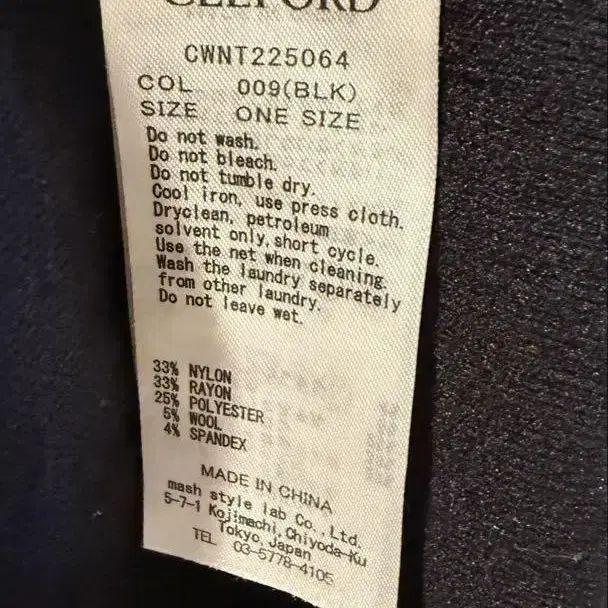 CELFORD
CWNT225064
COL 009(BLK)
SIZE ONE SIZE
Do not wash.
Do not bleach.
Do not tumble dry.
Cool iron, use press cloth.
Dryclean, petroleum
solvent only, short cycle.
Use the net when cleaning.
Wash the laundry separately
from other laundry.
Do not leave wet.
33% NYLON
33% RAYON
25% POLYESTER
5% WOOL
4% SPANDEX
MADE IN CHINA
mash style lab Co., Ltd.
5-7-1 Kojimachi, Chiyoda-Ku
Tokyo, Japan
TEL 03-5778-4105